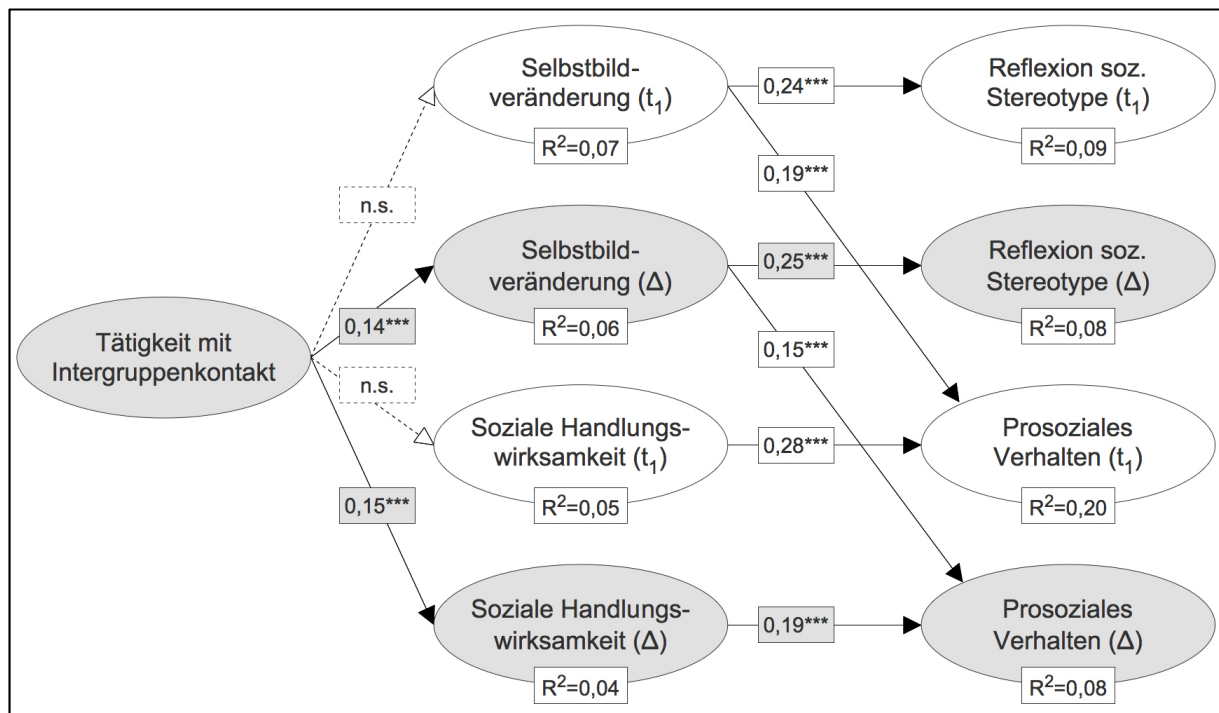 Selbstbild-
veränderung (t₁)
R²=0,07
0,24***
Reflexion soz.
Stereotype (t₁)
R²=0,09
0,19***
n.s.
Selbstbild-
veränderung (Δ)
R²=0,06
0,25***
Reflexion soz.
Stereotype (Δ)
R²=0,08
Tätigkeit mit
Intergruppenkontakt
0,14***
0,15***
n.s.
Soziale Handlungs-
wirksamkeit (t₁)
R²=0,05
0,28***
Prosoziales
Verhalten (t₁)
R²=0,20
0,15***
Soziale Handlungs-
wirksamkeit (Δ)
R²=0,04
0,19***
Prosoziales
Verhalten (Δ)
R²=0,08